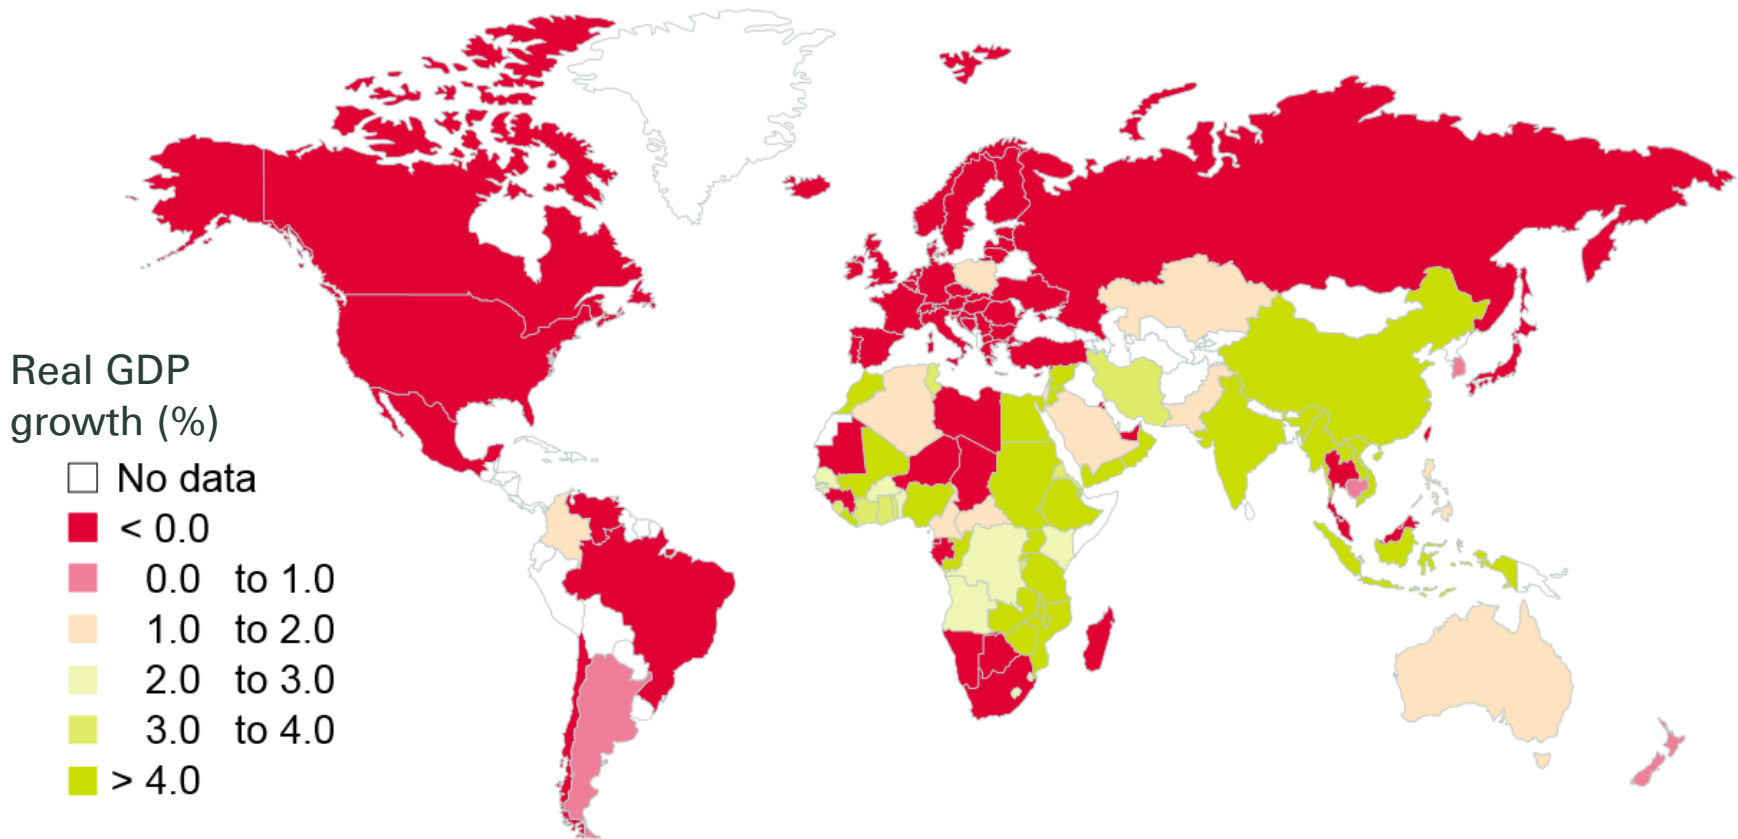 Real GDP
growth (%)
No data
< 0.0
0.0 to 1.0
1.0 to 2.0
2.0 to 3.0
3.0 to 4.0
> 4.0